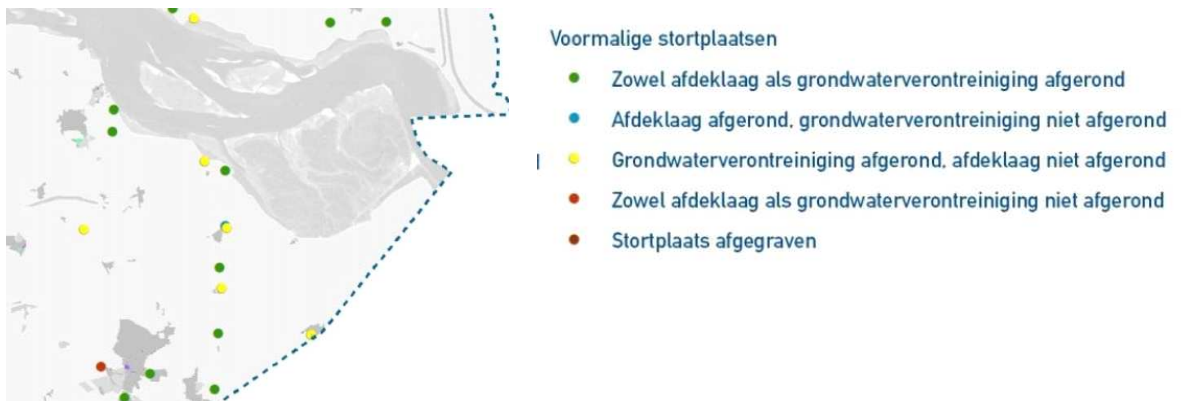 Voormalige stortplaatsen
Zowel afdeklaag als grondwaterverontreiniging afgerond
Afdeklaag afgerond, grondwaterverontreiniging niet afgerond
Grondwaterverontreiniging afgerond, afdeklaag niet afgerond
Zowel afdeklaag als grondwaterverontreiniging niet afgerond
Stortplaats afgegraven